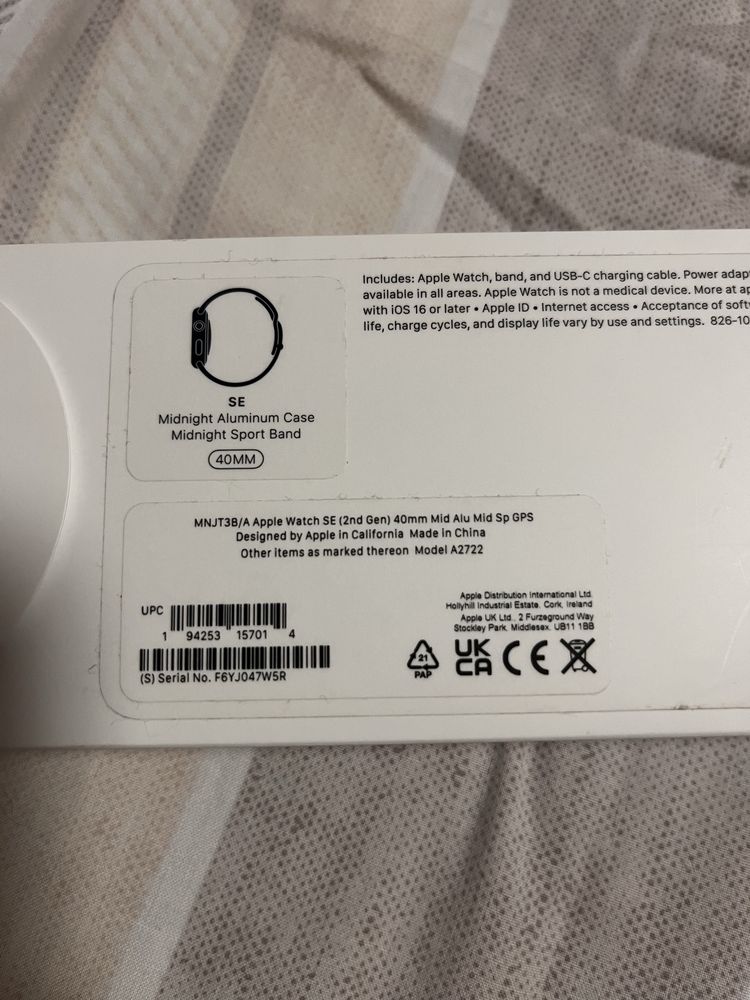 SE
Midnight Aluminum Case
Midnight Sport Band
40MM
Includes: Apple Watch, band, and USB-C charging cable. Power adap
available in all areas. Apple Watch is not a medical device. More at ap
with iOS 16 or later • Apple ID • Internet access • Acceptance of soft
life, charge cycles, and display life vary by use and settings. 826-10
MNJT3B/A Apple Watch SE (2nd Gen) 40mm Mid Alu Mid Sp GPS
Designed by Apple in California Made in China
Other items as marked thereon Model A2722
UPC
1 94253 15701 4
(S) Serial No. F6YJ047W5R
Apple Distribution International Ltd.
Hollyhill Industrial Estate, Cork, Ireland
Apple UK Ltd., 2 Furzeground Way
Stockley Park, Middlesex, UB11 1BB
21
PAP
UK
CA
CE